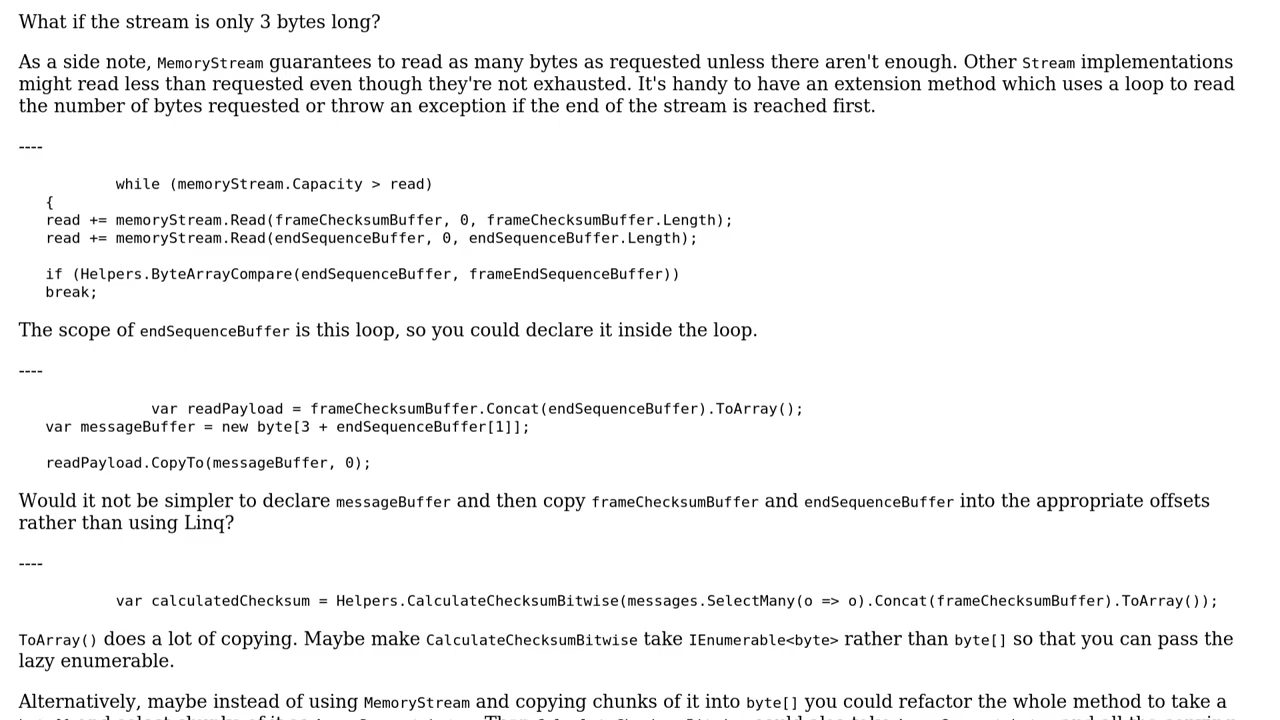 What if the stream is only 3 bytes long?
As a side note, MemoryStream guarantees to read as many bytes as requested unless there aren't enough. Other Stream implementations
might read less than requested even though they're not exhausted. It's handy to have an extension method which uses a loop to read
the number of bytes requested or throw an exception if the end of the stream is reached first.
----
while (memoryStream.Capacity > read)
{
read += memoryStream.Read(frameChecksumBuffer, 0, frameChecksumBuffer.Length);
read += memoryStream.Read(endSequenceBuffer, 0, endSequenceBuffer.Length);
if (Helpers.ByteArrayCompare(endSequenceBuffer, frameEndSequenceBuffer))
break;
The scope of endSequenceBuffer is this loop, so you could declare it inside the loop.
----
var readPayload = frameChecksumBuffer.Concat(endSequenceBuffer).ToArray();
var messageBuffer = new byte[3 + endSequenceBuffer[1]];
readPayload.CopyTo(messageBuffer, 0);
Would it not be simpler to declare messageBuffer and then copy frameChecksumBuffer and endSequenceBuffer into the appropriate offsets
rather than using Linq?
----
var calculatedChecksum = Helpers.CalculateChecksumBitwise(messages.SelectMany(o => o).Concat(frameChecksumBuffer).ToArray());
ToArray() does a lot of copying. Maybe make CalculateChecksumBitwise take IEnumerable<byte> rather than byte[] so that you can pass the
lazy enumerable.
Alternatively, maybe instead of using MemoryStream and copying chunks of it into byte[] you could refactor the whole method to take a